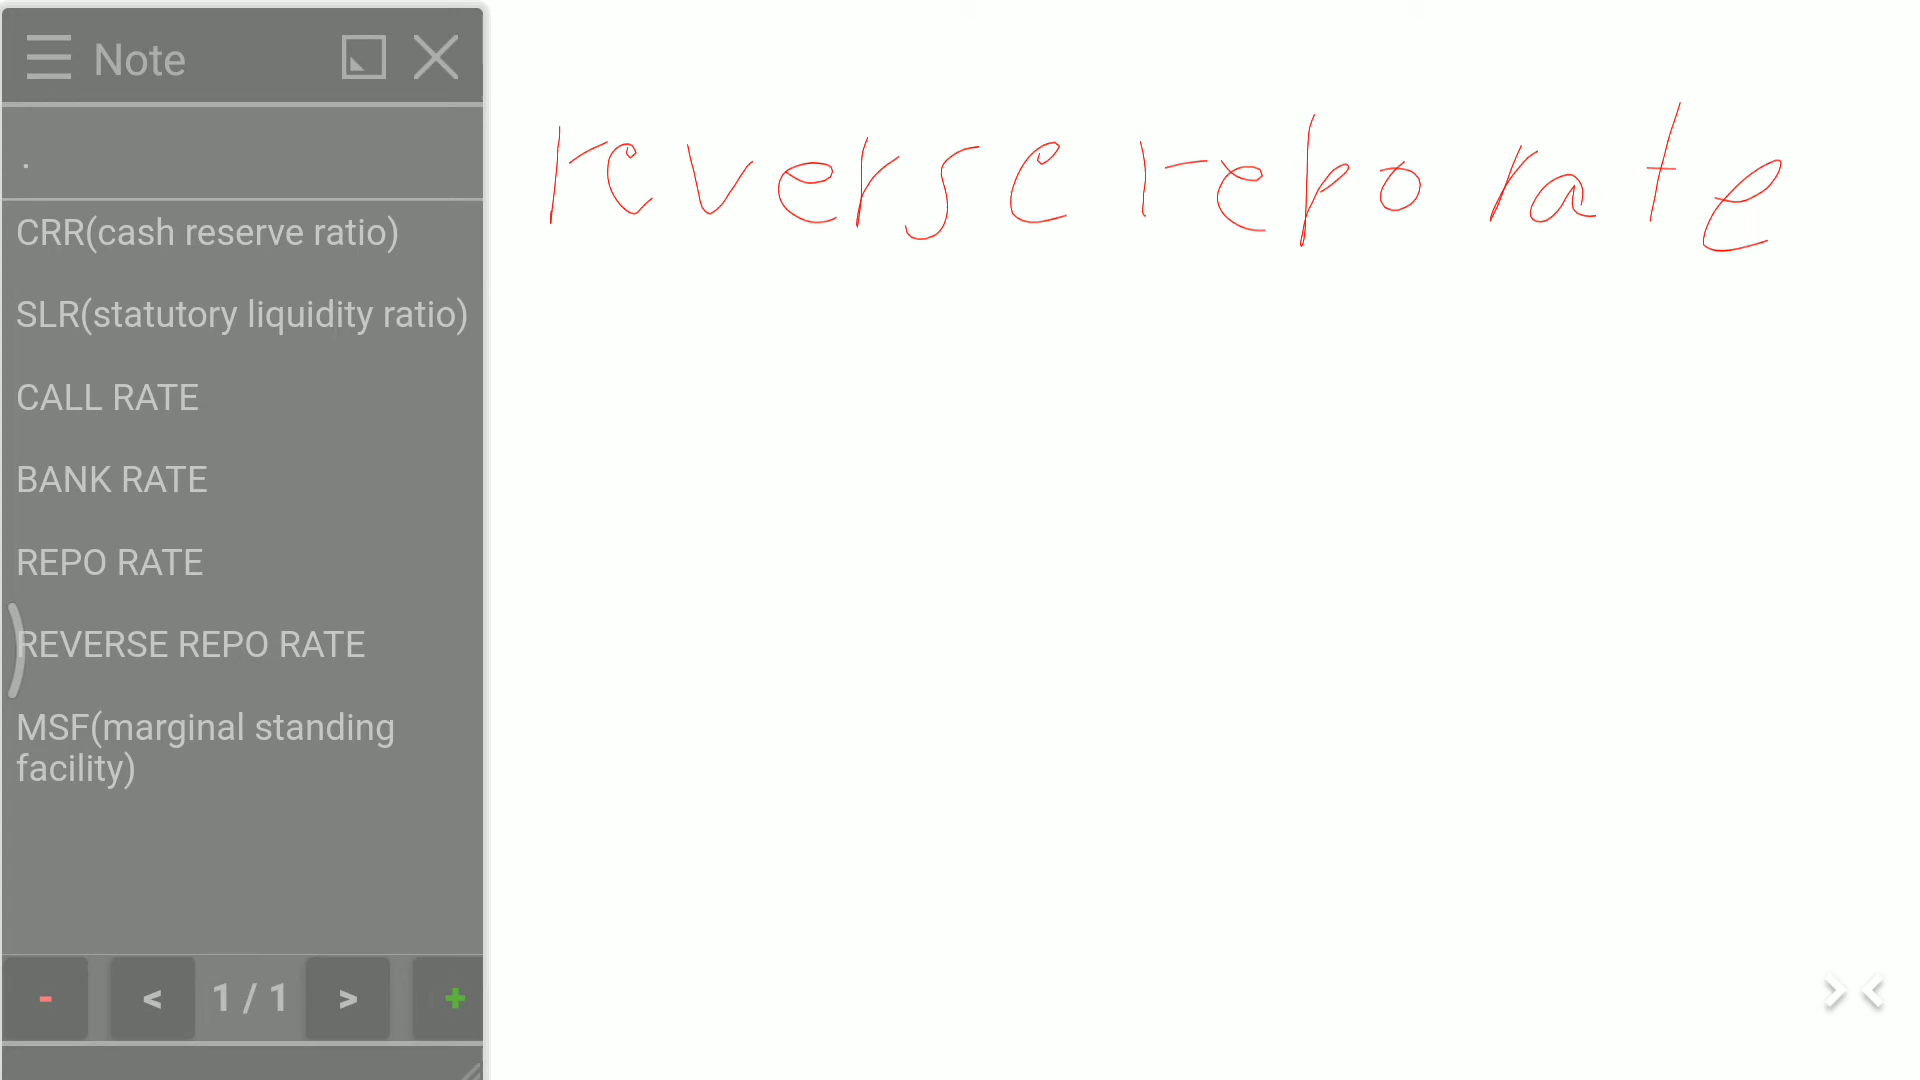 Note
.
CRR(cash reserve ratio)
SLR(statutory liquidity ratio)
CALL RATE
BANK RATE
REPO RATE
REVERSE REPO RATE
MSF(marginal standing
facility)
- < 1 / 1 > +
reverse repo rate